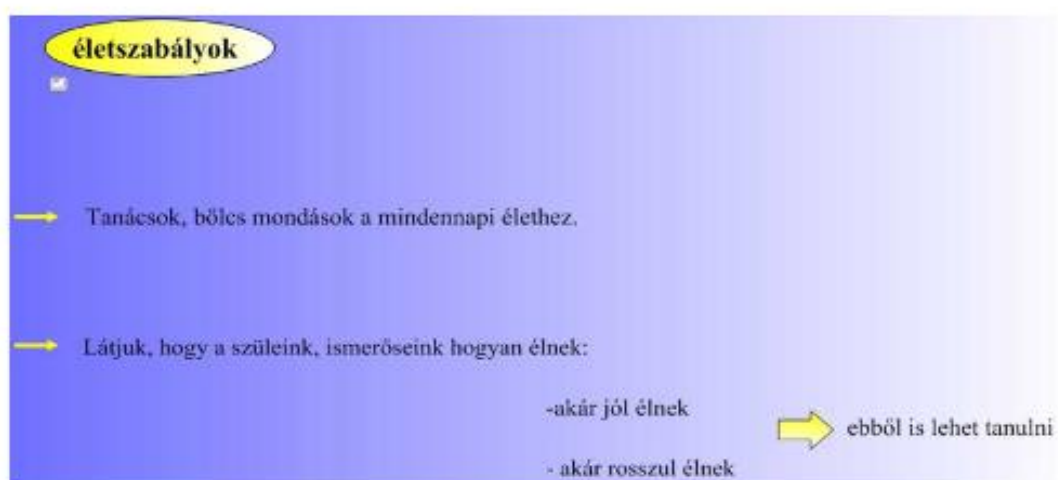 életszabályok
Tanácsok, bölcs mondások a mindennapi élethez.
Látjuk, hogy a szüleink, ismerőseink hogyan élnek:
-akár jól élnek
ebből is lehet tanulni
- akár rosszul élnek